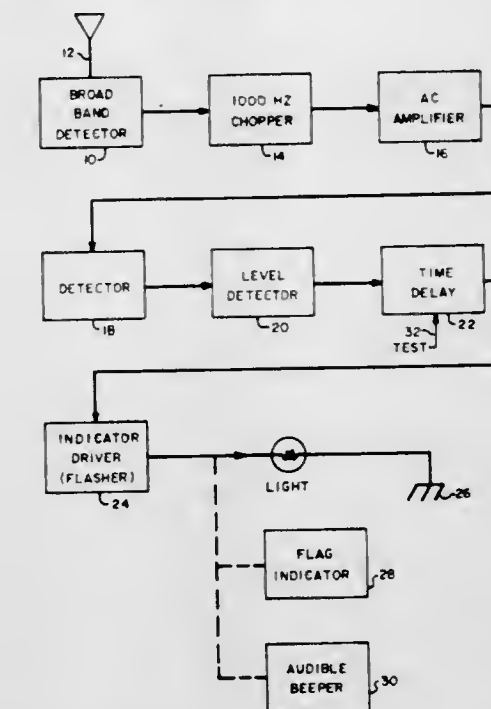 12
BROAD
BAND
DETECTOR
10
1000 HZ
CHOPPER
14
AC
AMPLIFIER
16
DETECTOR
18
LEVEL
DETECTOR
20
TIME
DELAY
22
32
TEST
INDICATOR
DRIVER
(FLASHER)
24
LIGHT
26
FLAG
INDICATOR
28
AUDIBLE
BEEPER
30